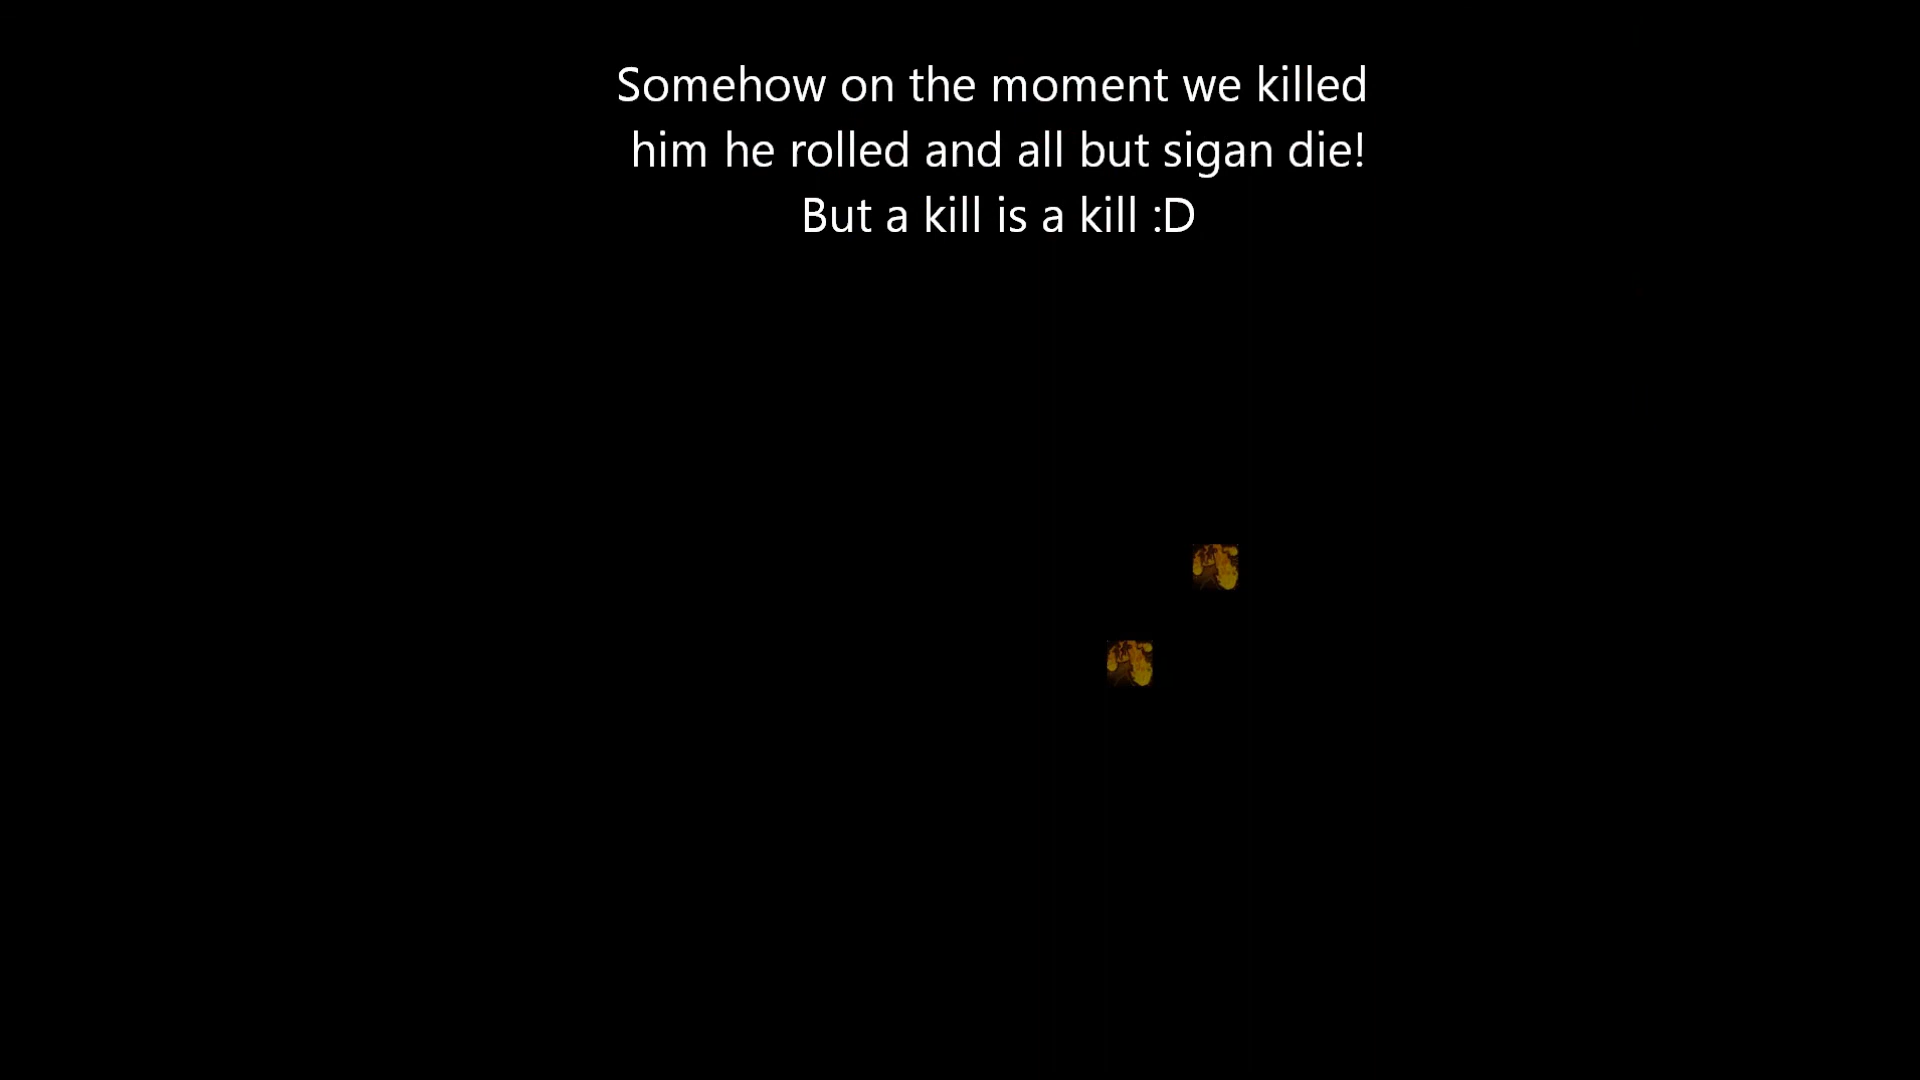 Somehow on the moment we killed
him he rolled and all but sigan die!
But a kill is a kill :D